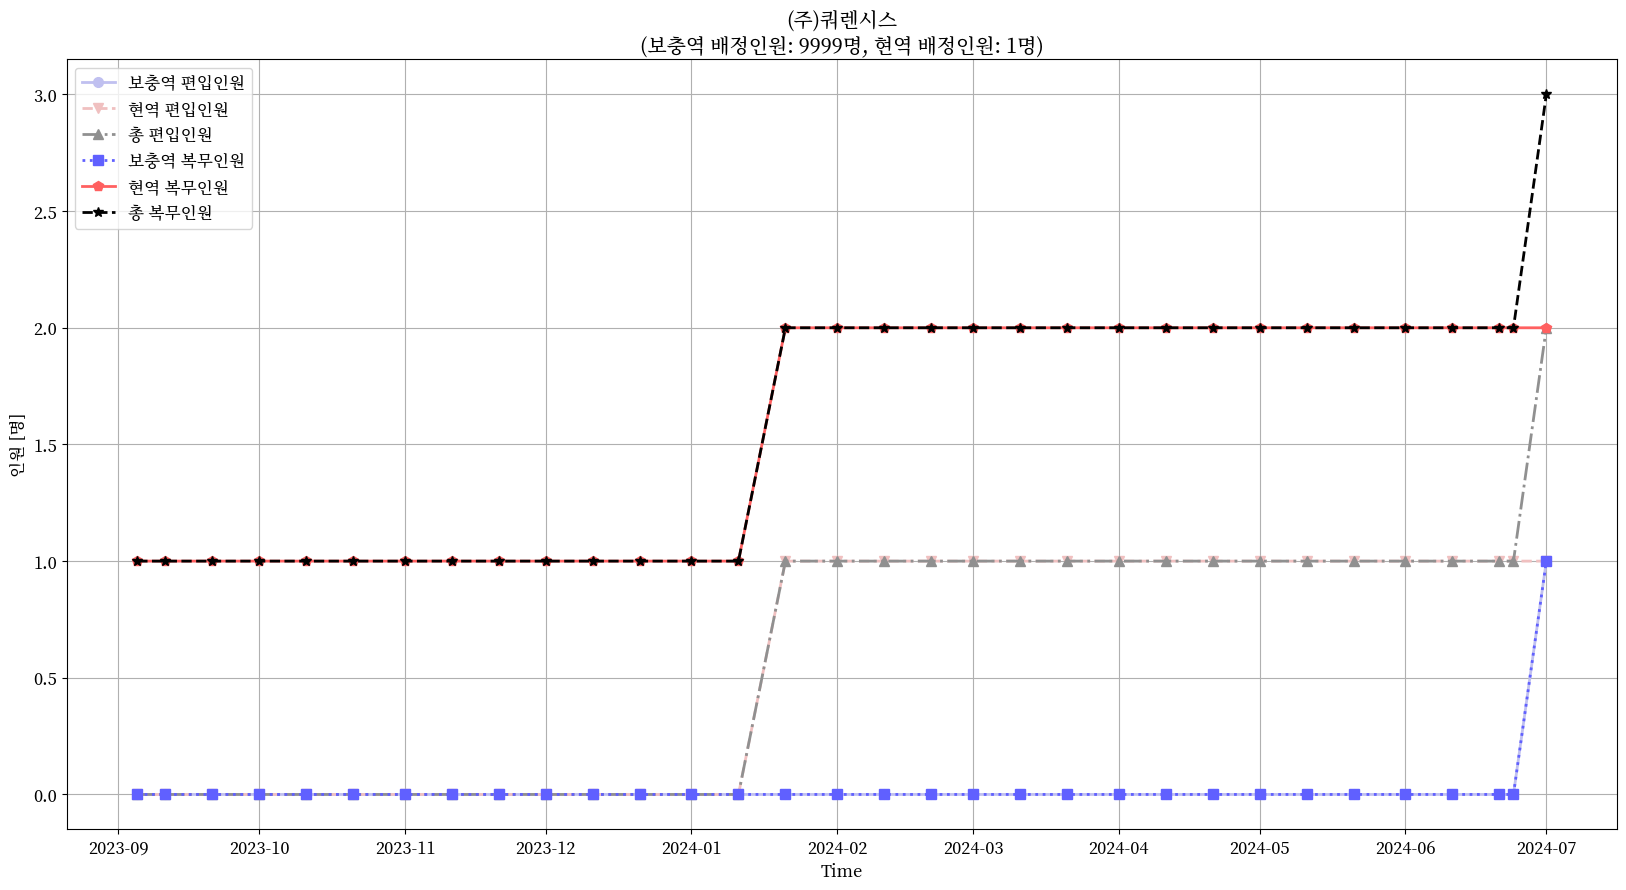 (주)쿼렌시스
(보충역 배정인원: 9999명, 현역 배정인원: 1명)
보충역 편입인원
현역 편입인원
총 편입인원
보충역 복무인원
현역 복무인원
총 복무인원
인원 [명]
3.0
2.5
2.0
1.5
1.0
0.5
0.0
2023-09 2023-10 2023-11 2023-12 2024-01 2024-02 2024-03 2024-04 2024-05 2024-06 2024-07
Time